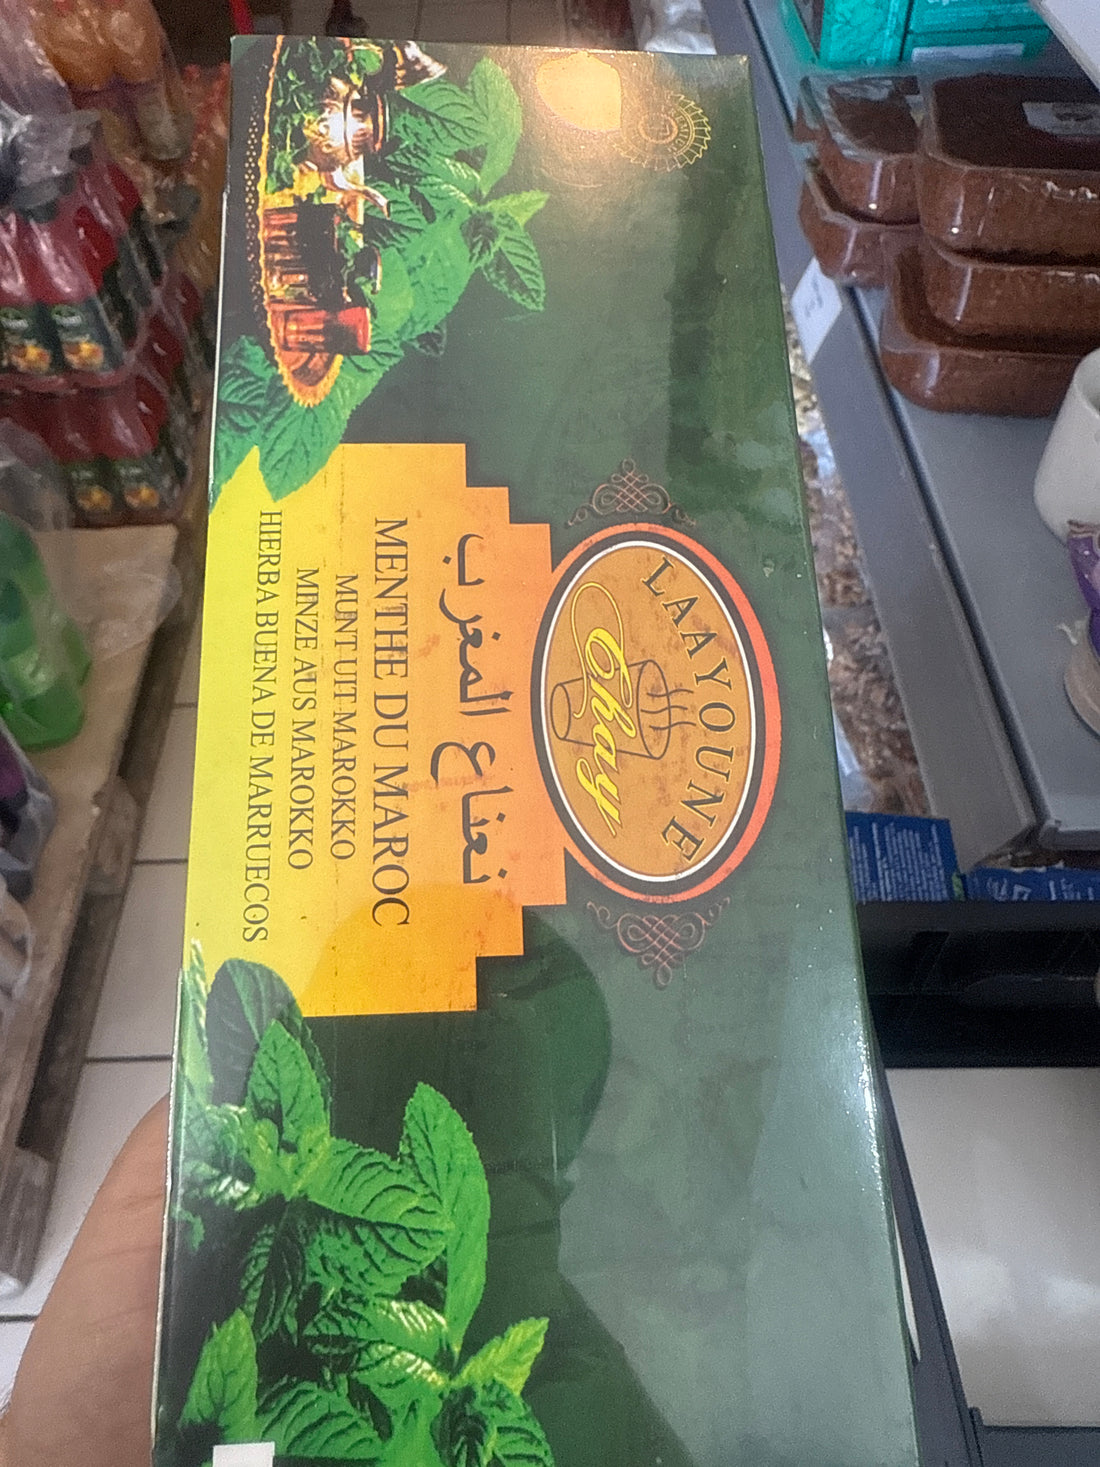 LAAYOUNE
Chay
نعناع المغرب
MENTHE DU MAROC
MUNT UIT MAROKKO
MINZE AUS MAROKKO
HIERBA BUENA DE MARRUECOS